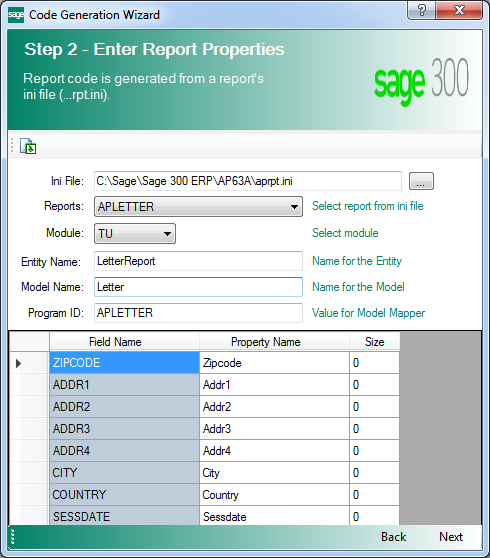 sage Code Generation Wizard
Step 2 - Enter Report Properties
Report code is generated from a report's
ini file (...rpt.ini).
sage 300
Ini File: C:\Sage\Sage 300 ERP\AP63A\aprpt.ini ...
Reports: APLETTER Select report from ini file
Module: TU Select module
Entity Name: LetterReport Name for the Entity
Model Name: Letter Name for the Model
Program ID: APLETTER Value for Model Mapper
Field Name Property Name Size
ZIPCODE Zipcode 0
ADDR1 Addr1 0
ADDR2 Addr2 0
ADDR3 Addr3 0
ADDR4 Addr4 0
CITY City 0
COUNTRY Country 0
SESSDATE Sessdate 0
Back Next